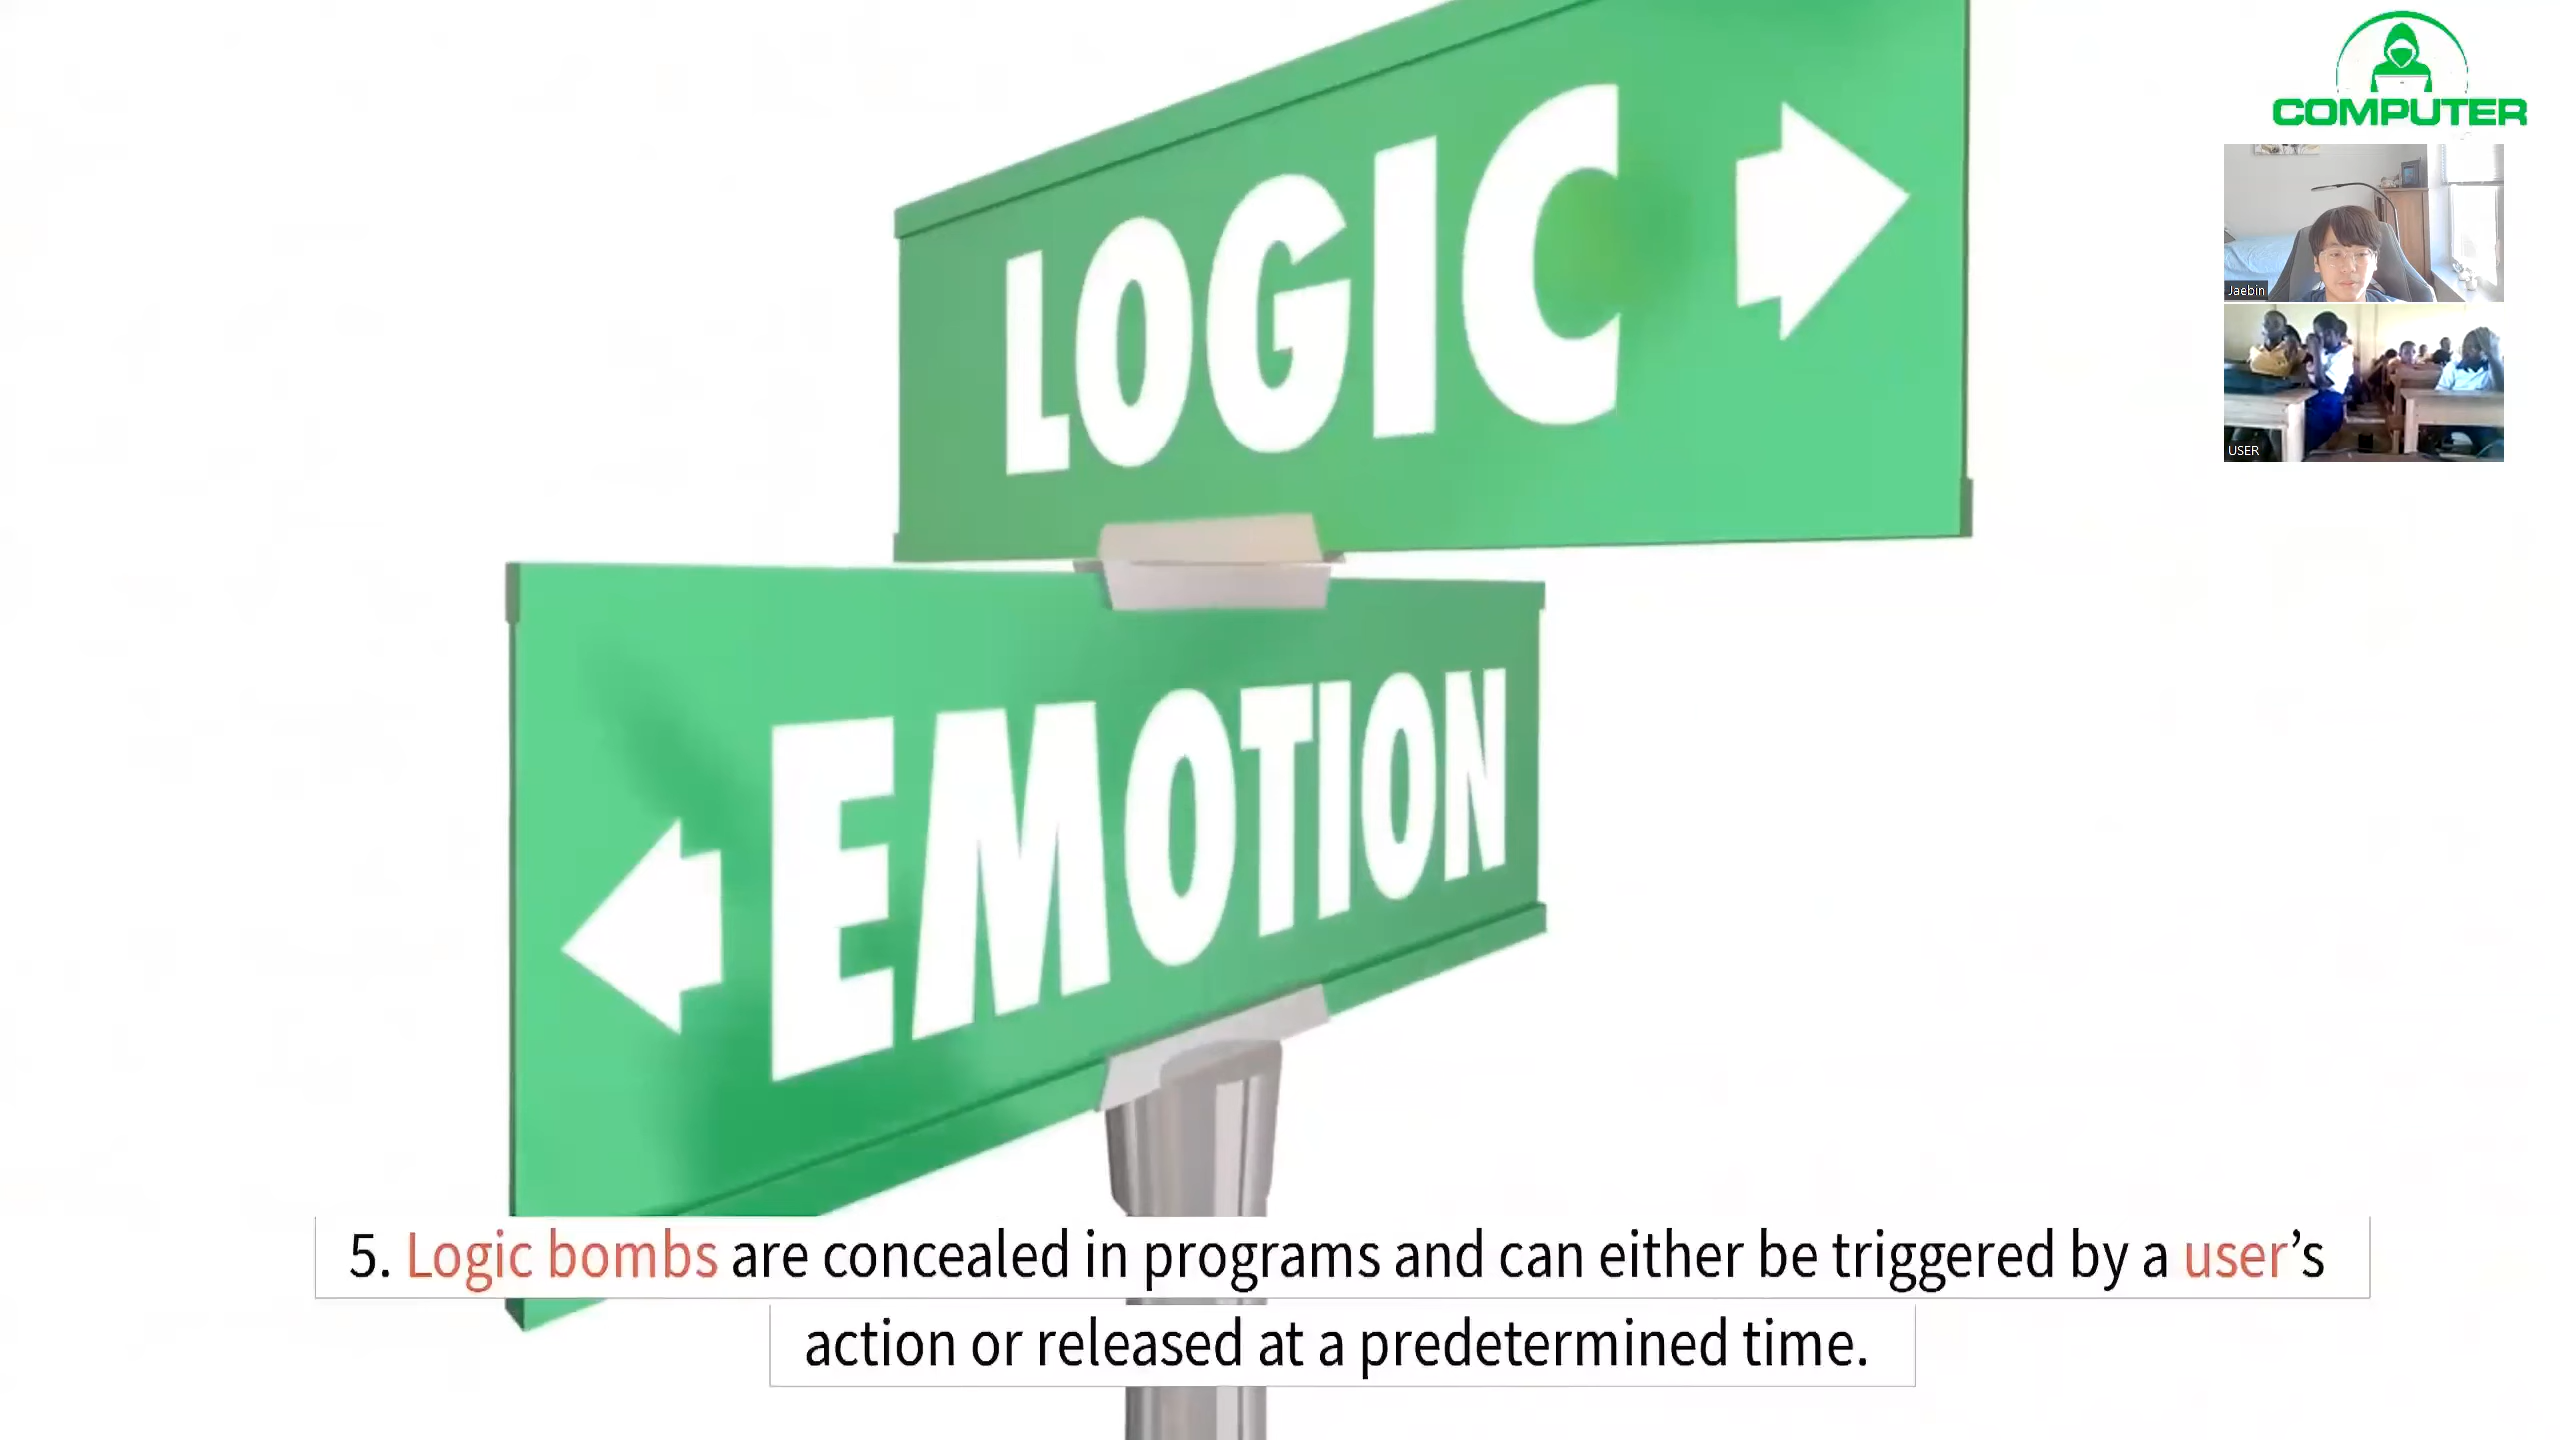 COMPUTER
LOGIC
EMOTION
Jaebin
USER
5. Logic bombs are concealed in programs and can either be triggered by a user’s
action or released at a predetermined time.